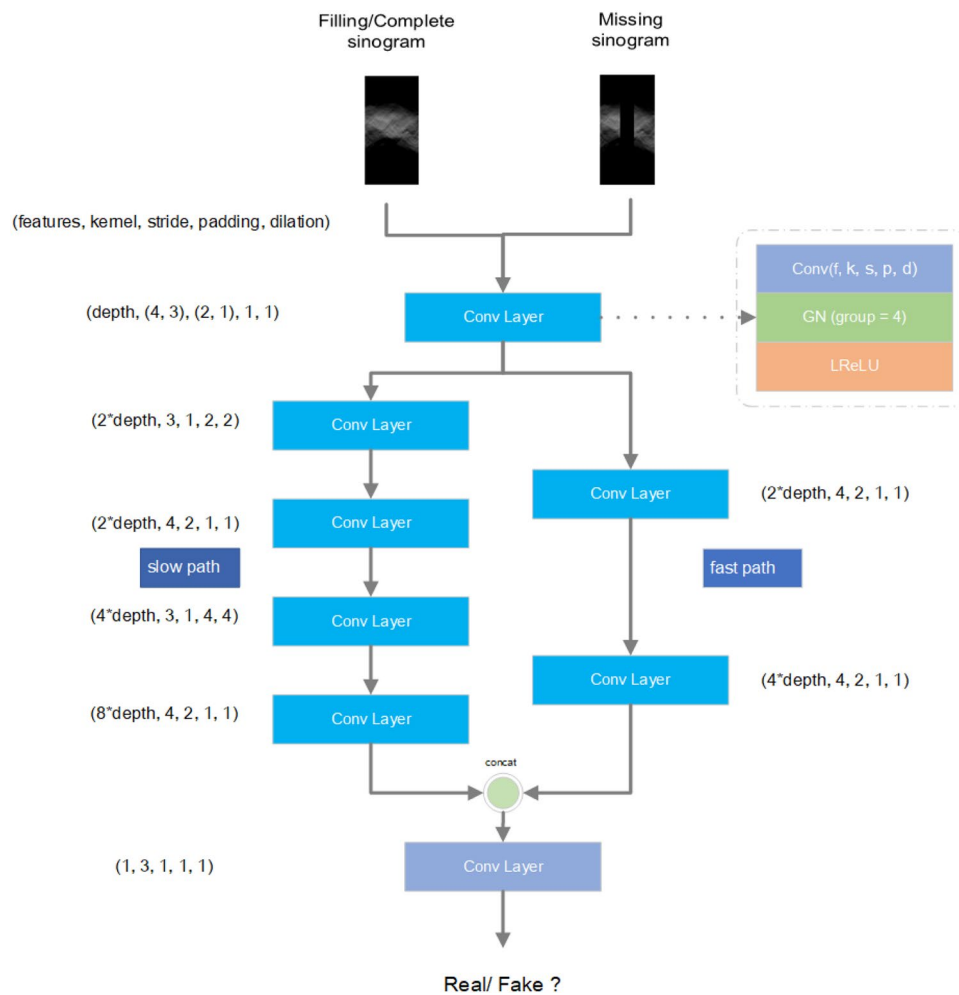 Filling/Complete
sinogram
Missing
sinogram
(features, kernel, stride, padding, dilation)
Conv(f, k, s, p, d)
GN (group = 4)
LReLU
(depth, (4, 3), (2, 1), 1, 1)
Conv Layer
(2*depth, 3, 1, 2, 2)
Conv Layer
Conv Layer
(2*depth, 4, 2, 1, 1)
(2*depth, 4, 2, 1, 1)
Conv Layer
slow path
fast path
(4*depth, 3, 1, 4, 4)
Conv Layer
Conv Layer
(4*depth, 4, 2, 1, 1)
(8*depth, 4, 2, 1, 1)
Conv Layer
concat
(1, 3, 1, 1, 1)
Conv Layer
Real/ Fake ?